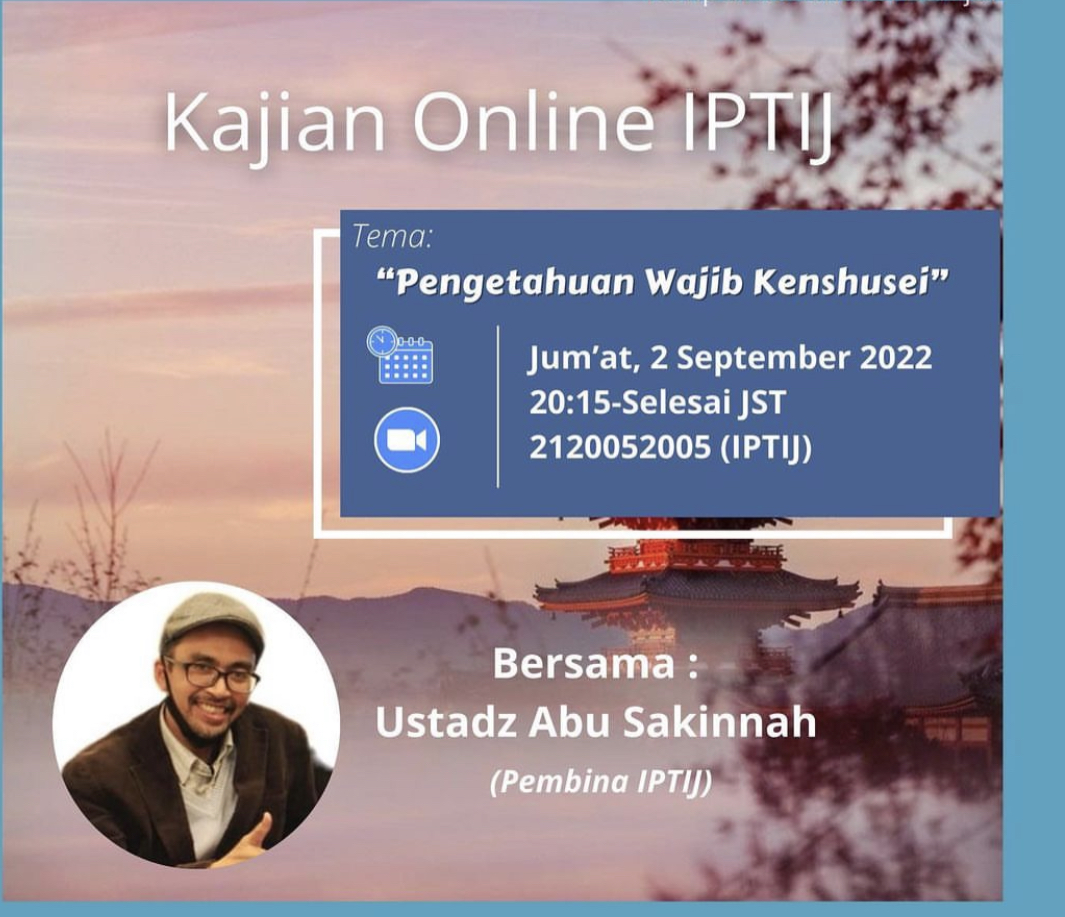 Kajian Online IPTIJ
Tema:
“Pengetahuan Wajib Kenshusei”
Jum’at, 2 September 2022
20:15-Selesai JST
2120052005 (IPTIJ)
Bersama :
Ustadz Abu Sakinnah
(Pembina IPTIJ)